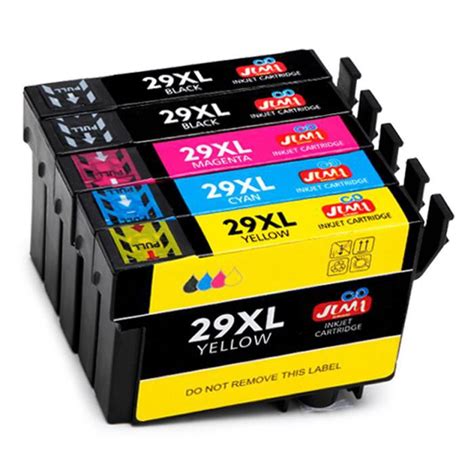 PULL
29XL
BLACK
JIMI
INKJET CARTRIDGE
PULL
29XL
BLACK
JIMI
INKJET CARTRIDGE
PULL
29XL
MAGENTA
JIMI
INKJET CARTRIDGE
PULL
29XL
CYAN
JIMI
INKJET CARTRIDGE
PULL
29XL
YELLOW
JIMI
INKJET CARTRIDGE
29XL
YELLOW
JIMI
INKJET
CARTRIDGE
DO NOT REMOVE THIS LABEL